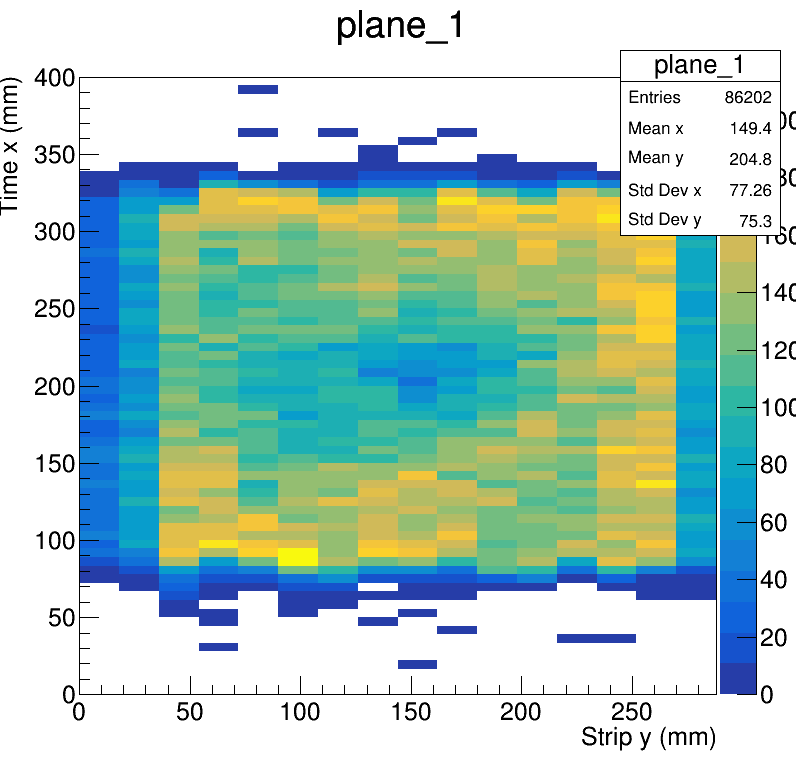 plane_1
plane_1
Entries 86202
Mean x 149.4
Mean y 204.8
Std Dev x 77.26
Std Dev y 75.3
Time x (mm)
400
350
300
250
200
150
100
50
0
0 50 100 150 200 250
Strip y (mm)
160
140
120
100
80
60
40
20
0